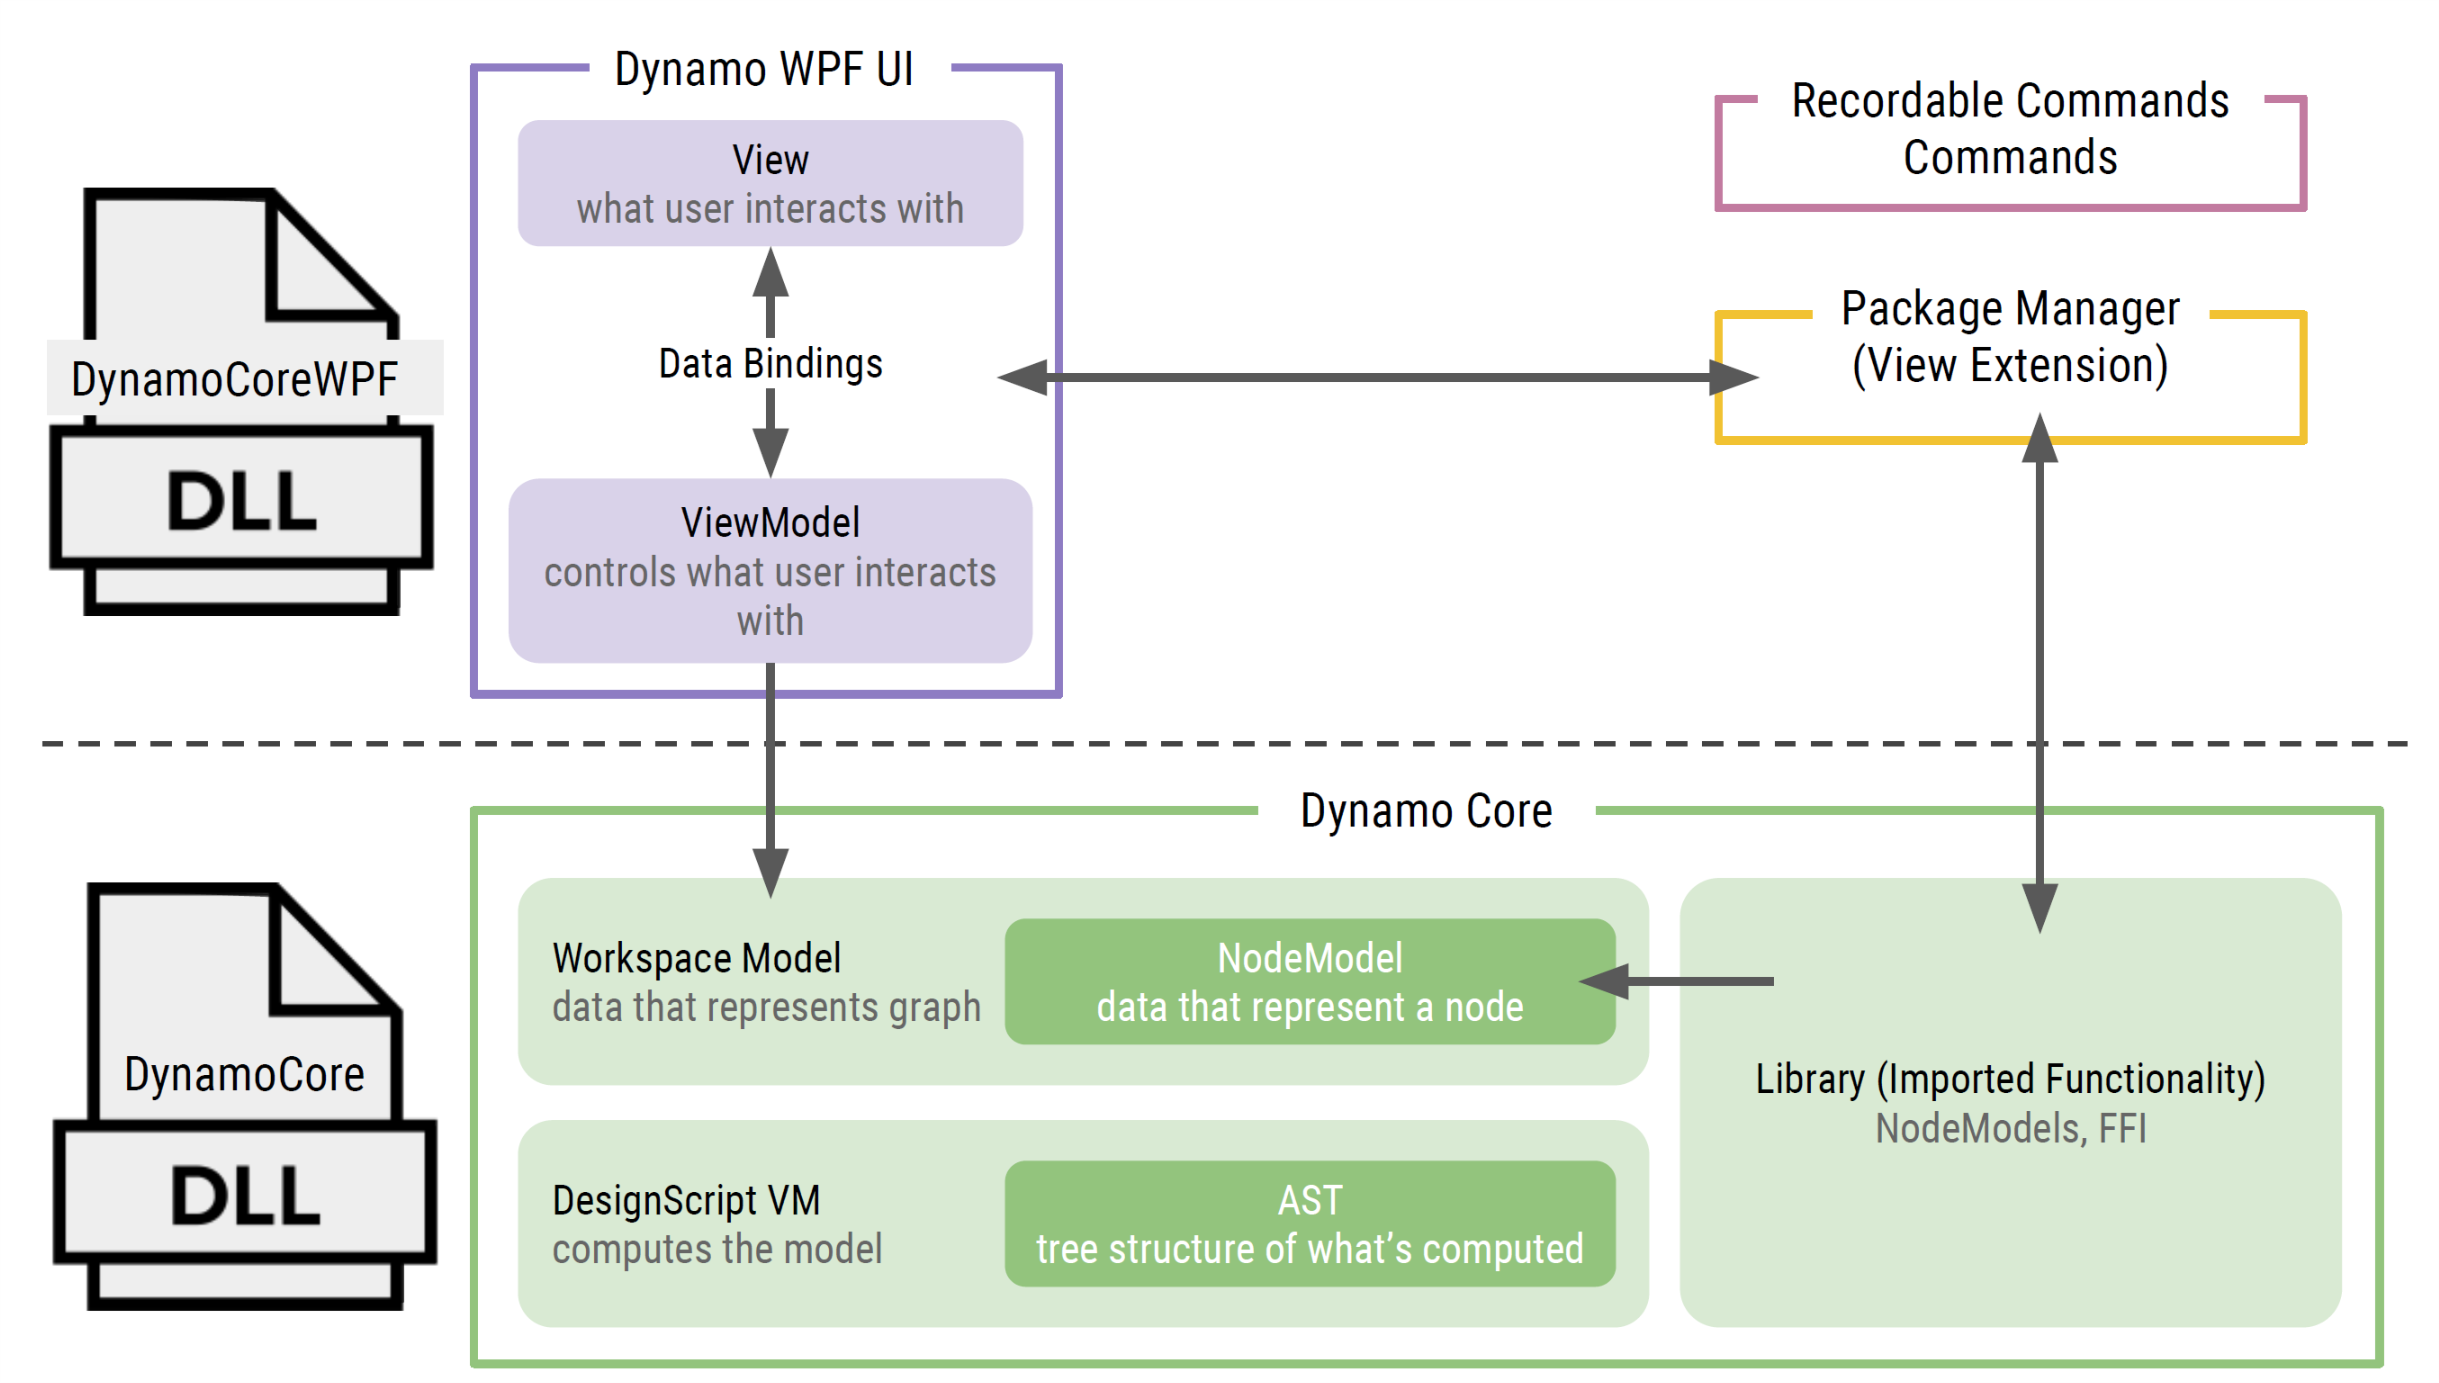 Dynamo WPF UI
View
what user interacts with
Data Bindings
ViewModel
controls what user interacts
with
Recordable Commands
Commands
Package Manager
(View Extension)
DynamoCoreWPF
DLL
Dynamo Core
Workspace Model
data that represents graph
NodeModel
data that represent a node
DesignScript VM
computes the model
AST
tree structure of what’s computed
Library (Imported Functionality)
NodeModels, FFI
DynamoCore
DLL